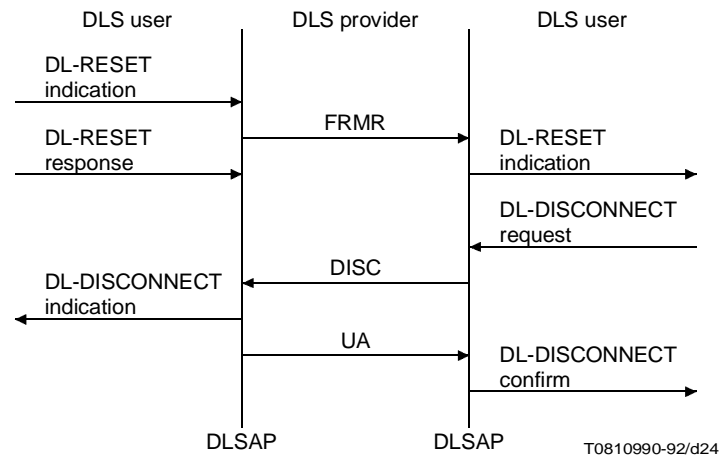 DLS user
DLS provider
DLS user
DL-RESET
indication
FRMR
DL-RESET
response
DL-RESET
indication
DL-DISCONNECT
request
DISC
DL-DISCONNECT
indication
UA
DL-DISCONNECT
confirm
DLSAP
DLSAP
T0810990-92/d24